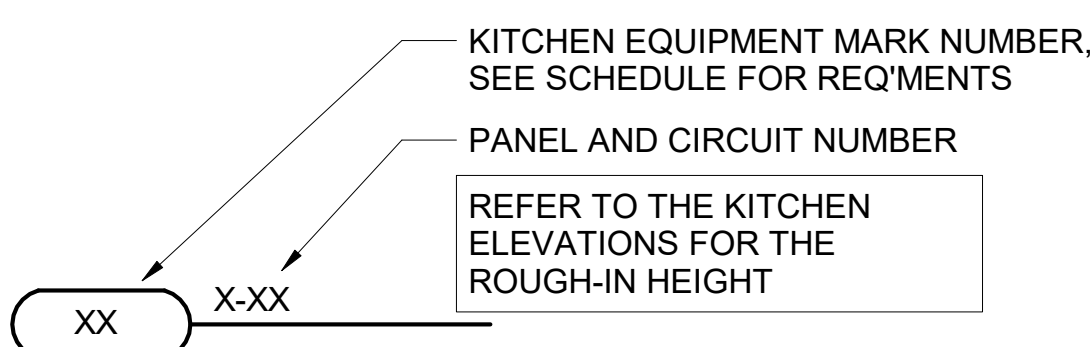 KITCHEN EQUIPMENT MARK NUMBER,
SEE SCHEDULE FOR REQ'MENTS
PANEL AND CIRCUIT NUMBER
REFER TO THE KITCHEN
ELEVATIONS FOR THE
ROUGH-IN HEIGHT
X-XX
XX